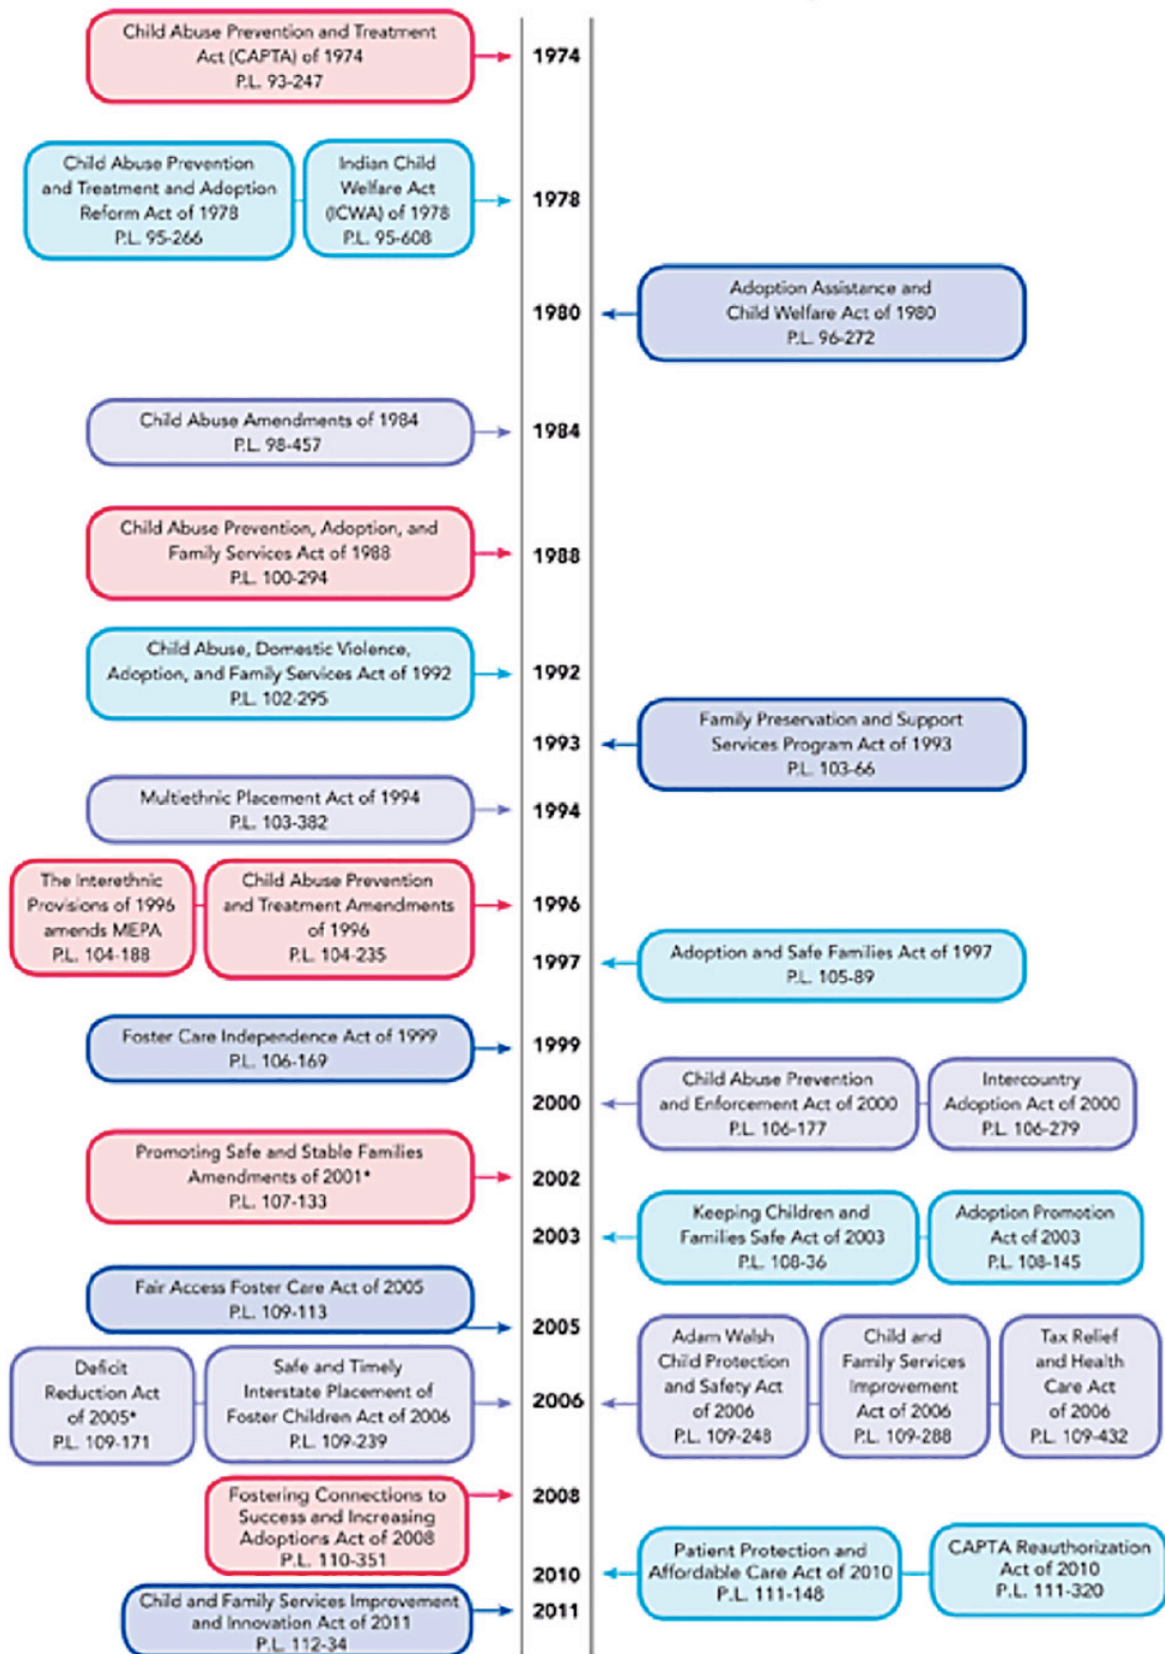 Child Abuse Prevention and Treatment
Act (CAPTA) of 1974
P.L. 93-247
1974
Child Abuse Prevention
and Treatment and Adoption
Reform Act of 1978
P.L. 95-266
Indian Child
Welfare Act
(ICWA) of 1978
P.L. 95-608
1978
1980
Adoption Assistance and
Child Welfare Act of 1980
P.L. 96-272
Child Abuse Amendments of 1984
P.L. 98-457
1984
Child Abuse Prevention, Adoption, and
Family Services Act of 1988
P.L. 100-294
1988
Child Abuse, Domestic Violence,
Adoption, and Family Services Act of 1992
P.L. 102-295
1992
1993
Family Preservation and Support
Services Program Act of 1993
P.L. 103-66
Multiethnic Placement Act of 1994
P.L. 103-382
1994
The Interethnic
Provisions of 1996
amends MEPA
P.L. 104-188
Child Abuse Prevention
and Treatment Amendments
of 1996
P.L. 104-235
1996
1997
Adoption and Safe Families Act of 1997
P.L. 105-89
Foster Care Independence Act of 1999
P.L. 106-169
1999
2000
Child Abuse Prevention
and Enforcement Act of 2000
P.L. 106-177
Intercountry
Adoption Act of 2000
P.L. 106-279
Promoting Safe and Stable Families
Amendments of 2001*
P.L. 107-133
2002
2003
Keeping Children and
Families Safe Act of 2003
P.L. 108-36
Adoption Promotion
Act of 2003
P.L. 108-145
Fair Access Foster Care Act of 2005
P.L. 109-113
2005
Deficit
Reduction Act
of 2005*
P.L. 109-171
Safe and Timely
Interstate Placement of
Foster Children Act of 2006
P.L. 109-239
2006
Adam Walsh
Child Protection
and Safety Act
of 2006
P.L. 109-248
Child and
Family Services
Improvement
Act of 2006
P.L. 109-288
Tax Relief
and Health
Care Act
of 2006
P.L. 109-432
Fostering Connections to
Success and Increasing
Adoptions Act of 2008
P.L. 110-351
2008
2010
Patient Protection and
Affordable Care Act of 2010
P.L. 111-148
CAPTA Reauthorization
Act of 2010
P.L. 111-320
Child and Family Services Improvement
and Innovation Act of 2011
P.L. 112-34
2011